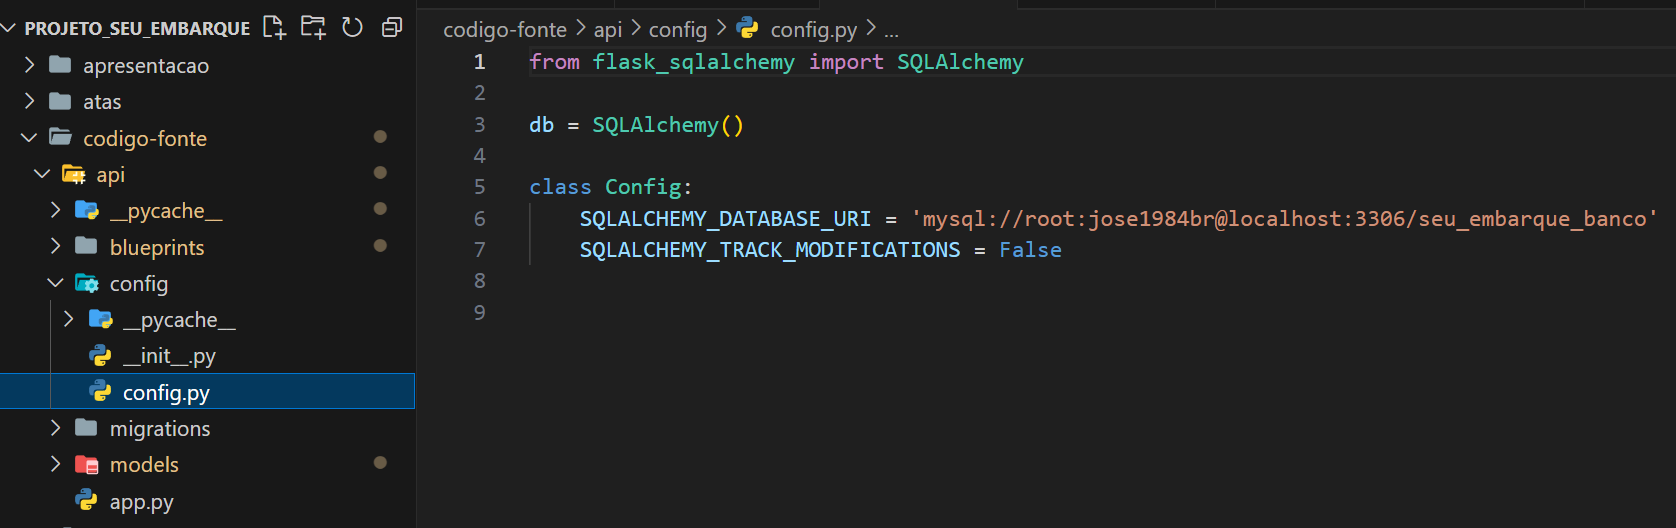 PROJETO_SEU_EMBARQUE
apresentacao
atas
codigo-fonte
api
__pycache__
blueprints
config
__pycache__
__init__.py
config.py
migrations
models
app.py
codigo-fonte > api > config > config.py > ...
1 from flask_sqlalchemy import SQLAlchemy
2
3 db = SQLAlchemy()
4
5 class Config:
6 SQLALCHEMY_DATABASE_URI = 'mysql://root:jose1984br@localhost:3306/seu_embarque_banco'
7 SQLALCHEMY_TRACK_MODIFICATIONS = False
8
9